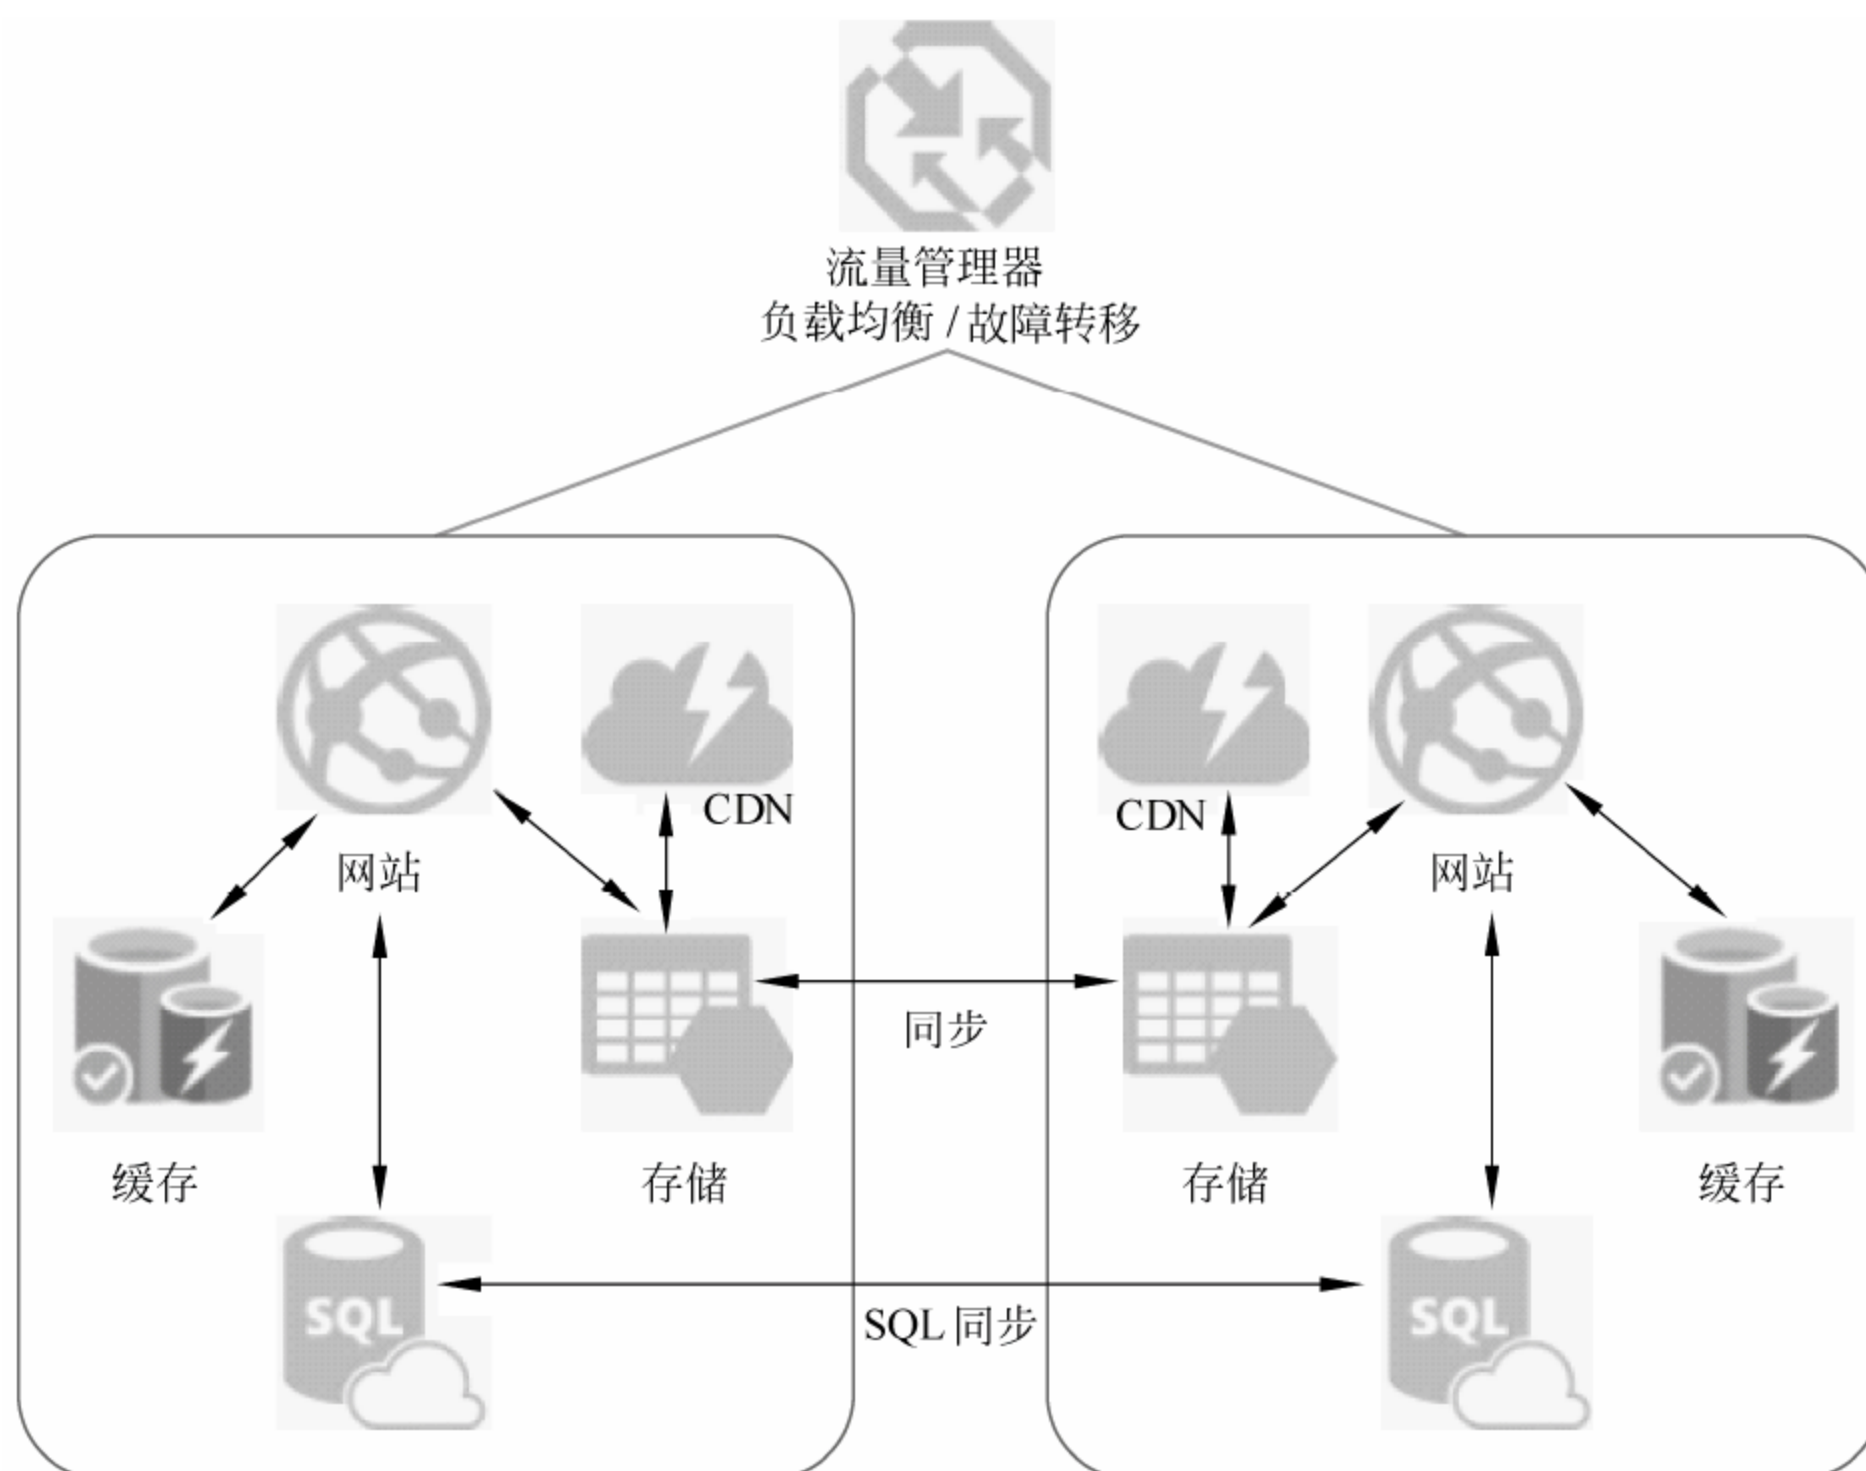 流量管理器
负载均衡 / 故障转移
CDN
网站
缓存
存储
SQL
同步
SQL 同步
CDN
网站
存储
缓存
SQL